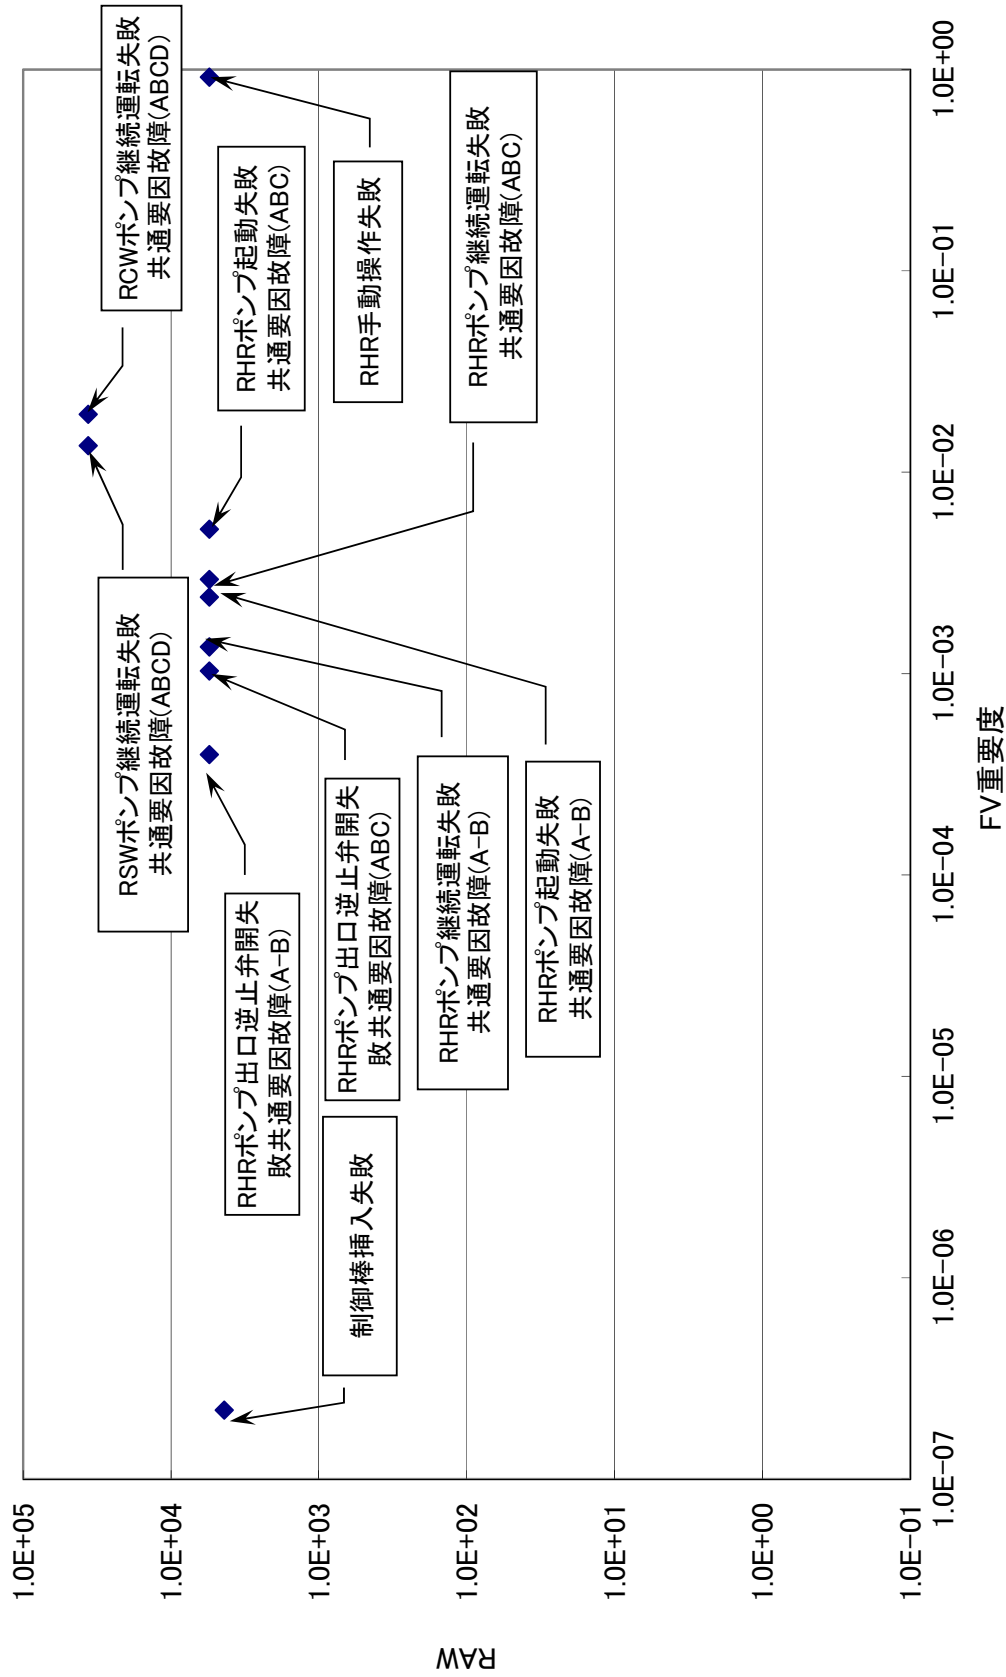 1.0E+05
1.0E+04
1.0E+03
1.0E+02
1.0E+01
1.0E+00
1.0E-01
RAW
RCWポンプ継続運転失敗
共通要因故障(ABCD)
RSWポンプ継続運転失敗
共通要因故障(ABCD)
RHRポンプ起動失敗
共通要因故障(ABC)
RHR手動操作失敗
RHRポンプ継続運転失敗
共通要因故障(ABC)
RHRポンプ出口逆止弁開失
敗共通要因故障(A-B)
RHRポンプ出口逆止弁開失
敗共通要因故障(ABC)
RHRポンプ継続運転失敗
共通要因故障(A-B)
RHRポンプ起動失敗
共通要因故障(A-B)
制御棒挿入失敗
1.0E-07
1.0E-06
1.0E-05
1.0E-04
1.0E-03
1.0E-02
1.0E-01
1.0E+00
FV重要度